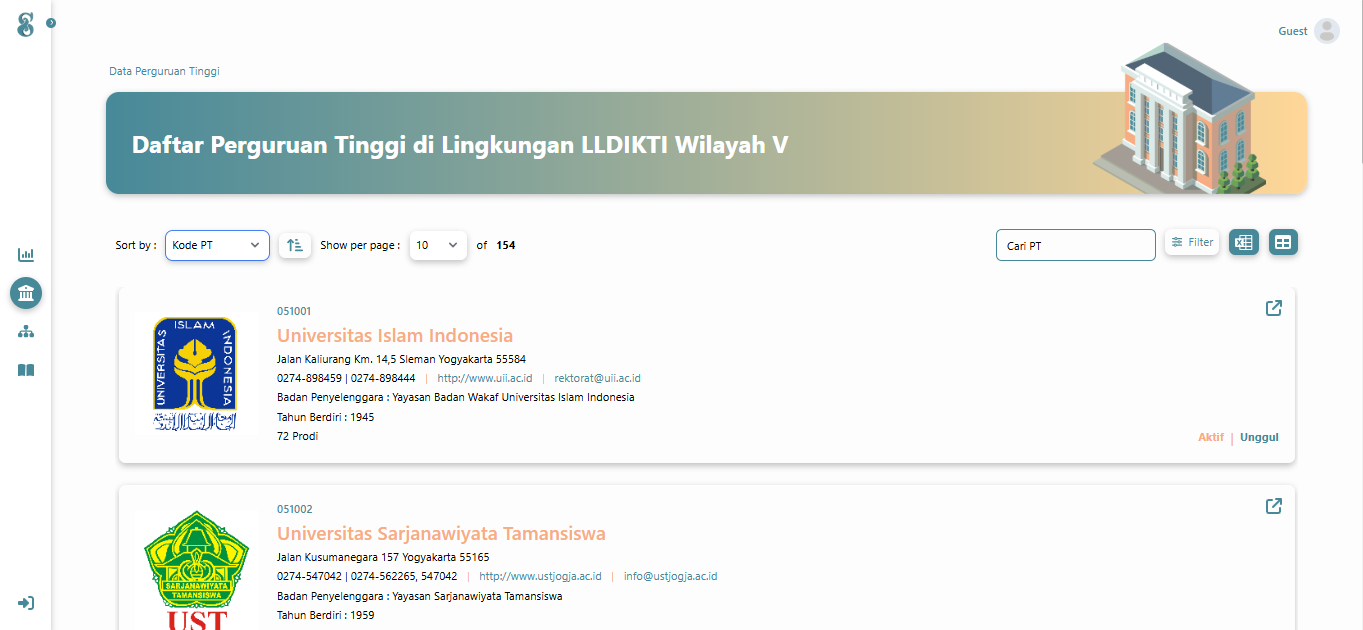 Guest
Data Perguruan Tinggi
Daftar Perguruan Tinggi di Lingkungan LLDIKTI Wilayah V
Sort by : Kode PT Show per page : 10 of 154 Cari PT Filter
051001
Universitas Islam Indonesia
Jalan Kaliurang Km. 14,5 Sleman Yogyakarta 55584
0274-898459 | 0274-898444 | http://www.uii.ac.id | rektorat@uii.ac.id
Badan Penyelenggara : Yayasan Badan Wakaf Universitas Islam Indonesia
Tahun Berdiri : 1945
72 Prodi
Aktif | Unggul
UNIVERSITAS ISLAM INDONESIA
051002
Universitas Sarjanawiyata Tamansiswa
Jalan Kusumanegara 157 Yogyakarta 55165
0274-547042 | 0274-562265, 547042 | http://www.ustjogja.ac.id | info@ustjogja.ac.id
Badan Penyelenggara : Yayasan Sarjanawiyata Tamansiswa
Tahun Berdiri : 1959
SARJANAWIYATA
TAMANSISWA
UST